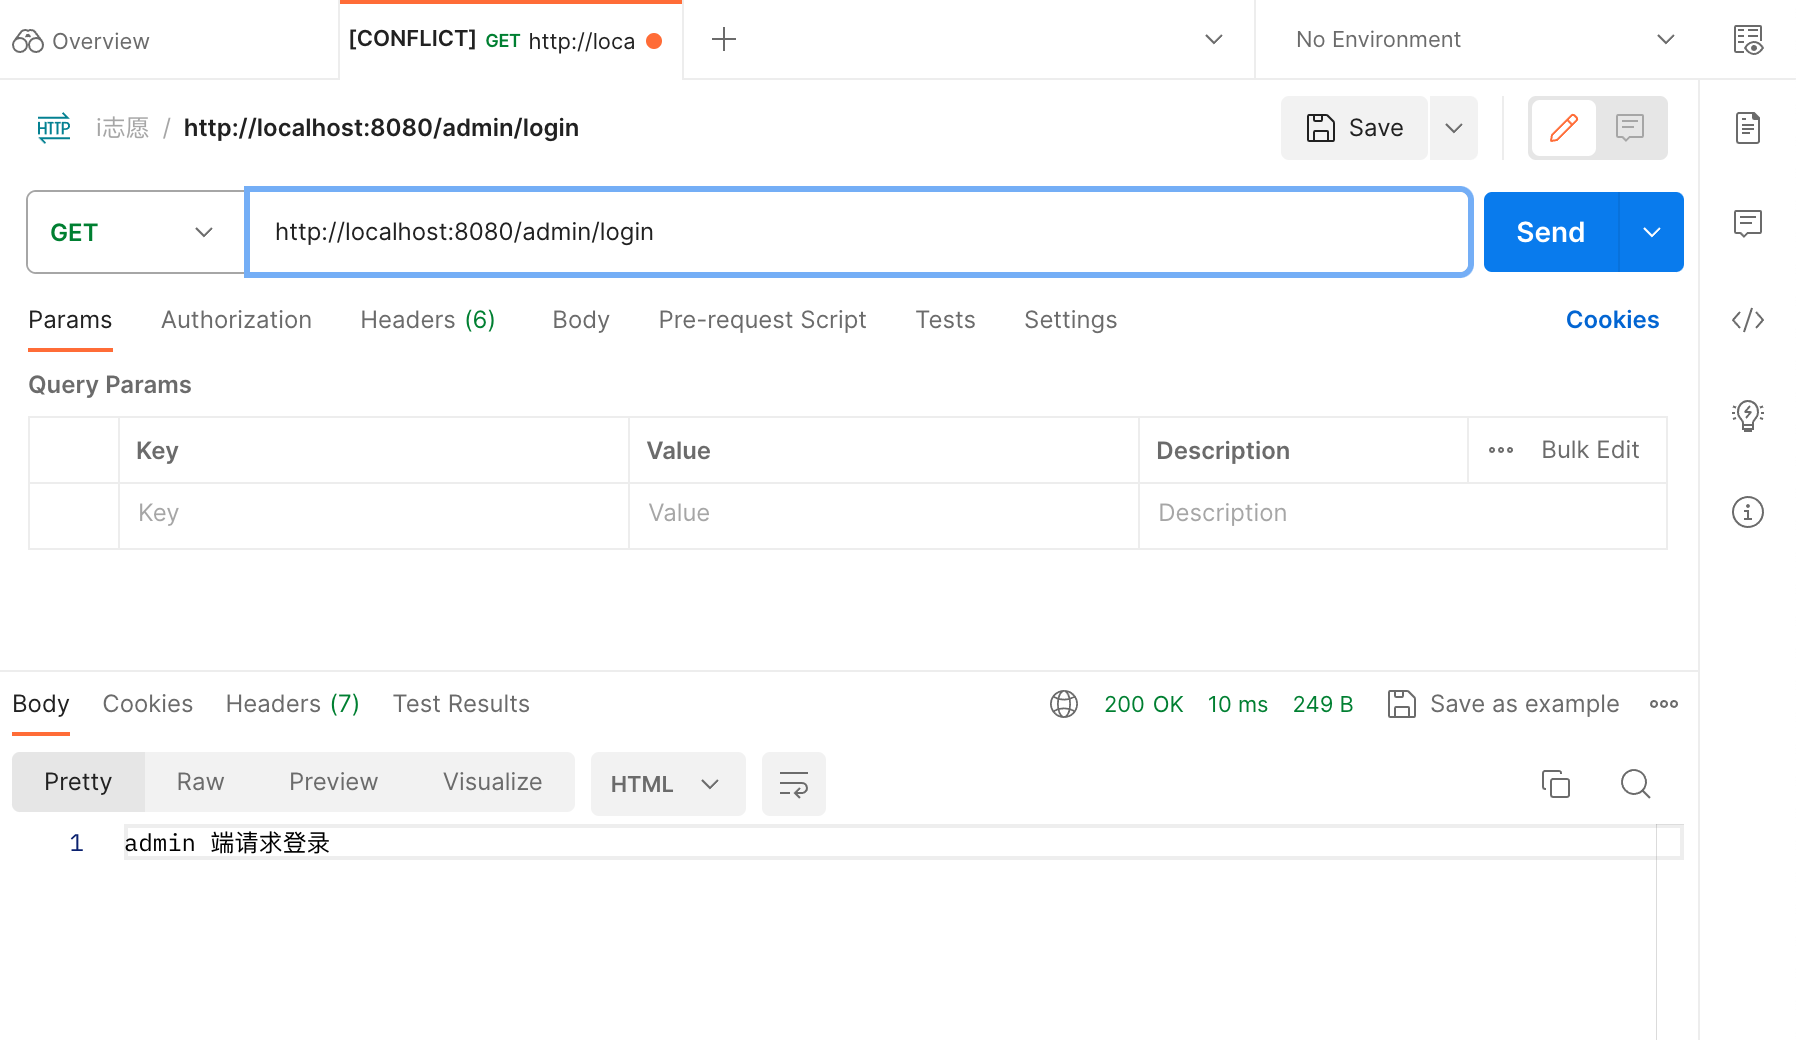 Overview
[CONFLICT] GET http://loca
No Environment
HTTP
i志愿 / http://localhost:8080/admin/login
Save
GET
http://localhost:8080/admin/login
Send
Params Authorization Headers (6) Body Pre-request Script Tests Settings Cookies
Query Params
Key Value Description Bulk Edit
Key Value Description
Body Cookies Headers (7) Test Results 200 OK 10 ms 249 B Save as example
Pretty Raw Preview Visualize HTML
1 admin 端请求登录